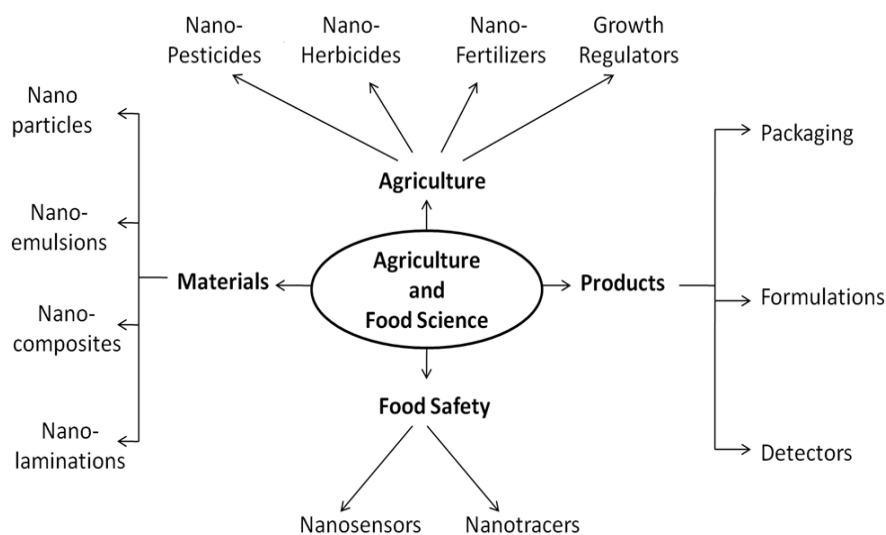 Nano-
Pesticides
Nano-
Herbicides
Nano-
Fertilizers
Growth
Regulators
Nano
particles
Nano-
emulsions
Nano-
composites
Nano-
laminations
Materials
Agriculture
Agriculture
and
Food Science
Products
Packaging
Formulations
Detectors
Food Safety
Nanosensors
Nanotracers